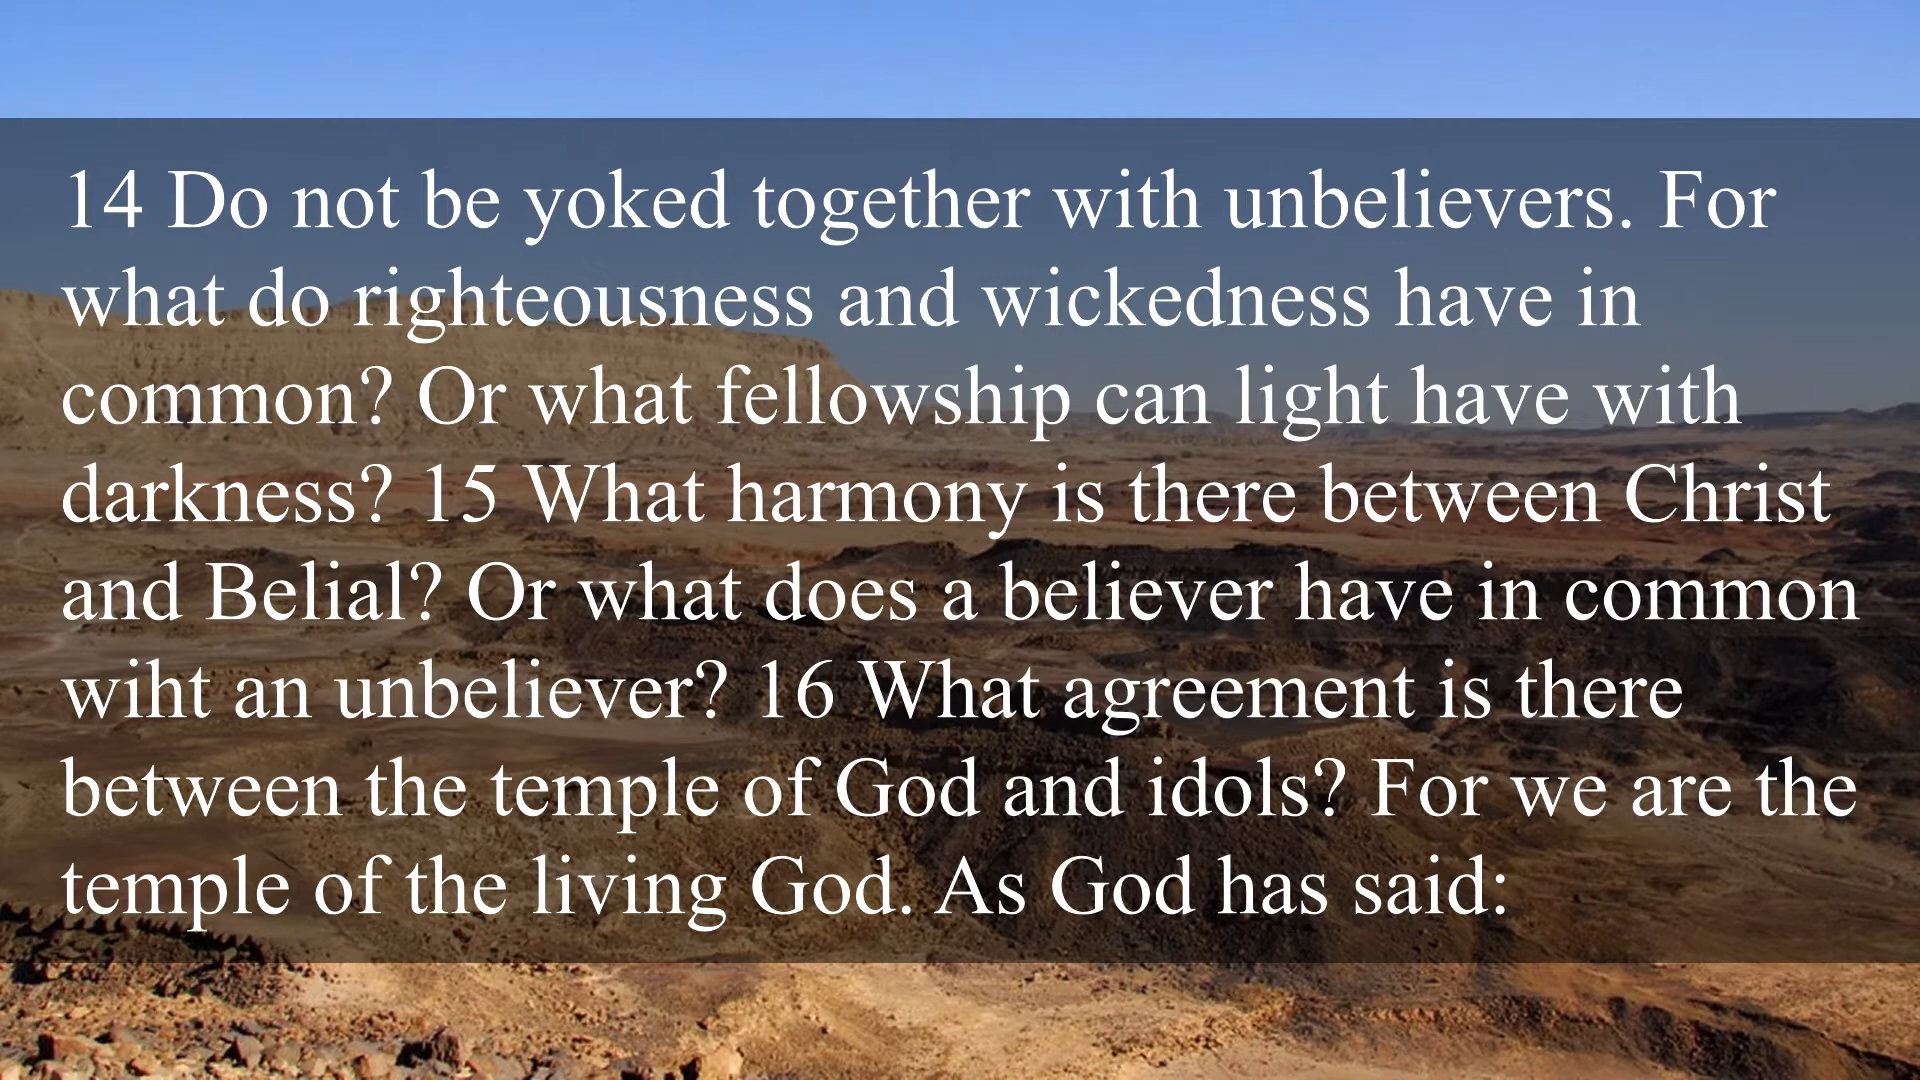 14 Do not be yoked together with unbelievers. For
what do righteousness and wickedness have in
common? Or what fellowship can light have with
darkness? 15 What harmony is there between Christ
and Belial? Or what does a believer have in common
wiht an unbeliever? 16 What agreement is there
between the temple of God and idols? For we are the
temple of the living God. As God has said: